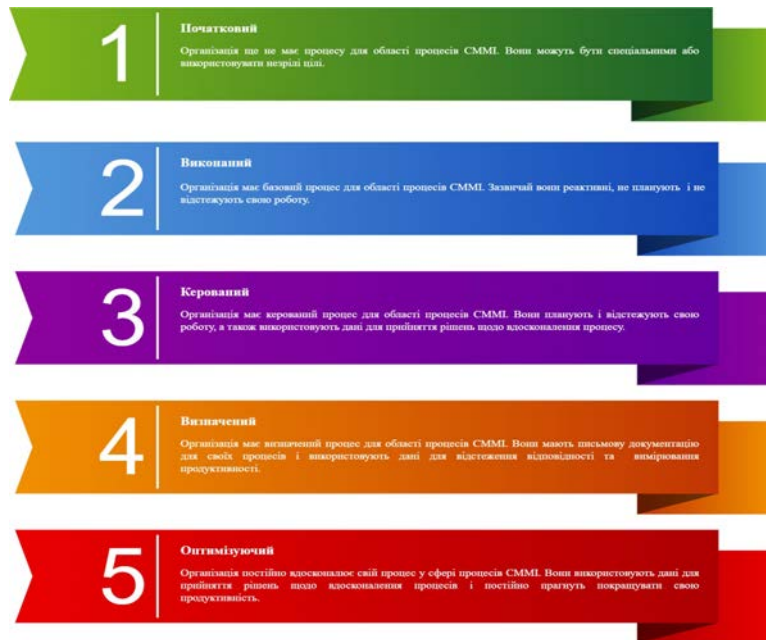 1
Початковий
Організація ще не має процесу для області процесів CMMI. Вони можуть бути спеціальними або
використовувати незрілі цілі.
2
Виконаний
Організація має базовий процес для області процесів CMMI. Зазвичай вони реактивні, не планують і не
відстежують свою роботу.
3
Керований
Організація має керований процес для області процесів CMMI. Вони планують і відстежують свою
роботу, а також використовують дані для прийняття рішень щодо вдосконалення процесу.
4
Визначений
Організація має визначений процес для області процесів CMMI. Вони мають письмову документацію
для своїх процесів і використовують дані для відстеження відповідності та вимірювання
продуктивності.
5
Оптимізуючий
Організація постійно вдосконалює свій процес у сфері процесів CMMI. Вони використовують дані для
прийняття рішень щодо вдосконалення процесів і постійно прагнуть покращувати свою
продуктивність.